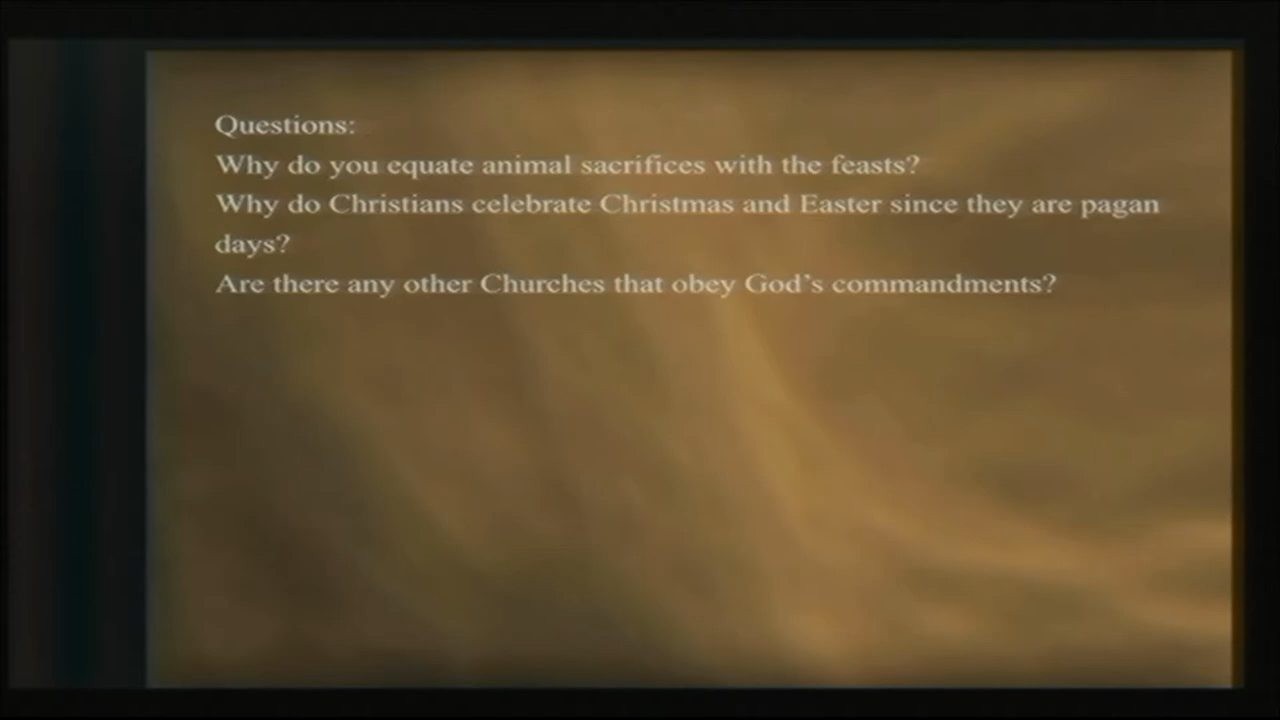 Questions:
Why do you equate animal sacrifices with the feasts?
Why do Christians celebrate Christmas and Easter since they are pagan
days?
Are there any other Churches that obey God’s commandments?